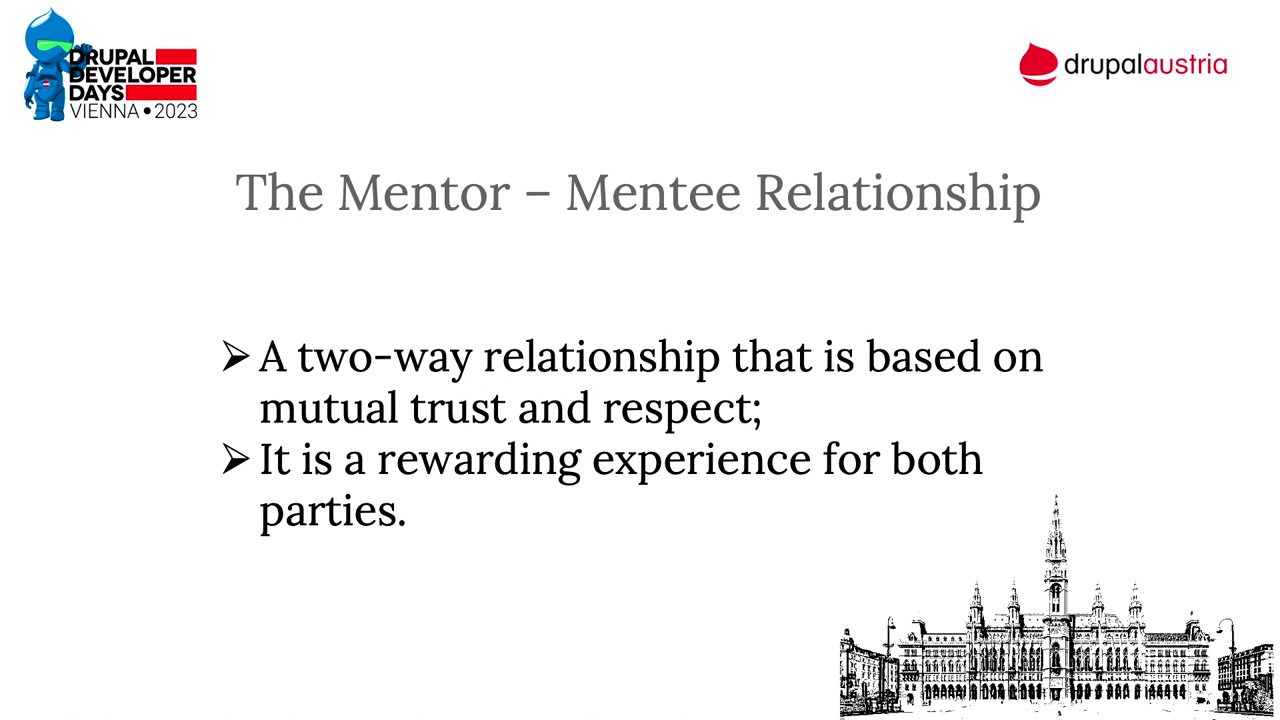 DRUPAL
DEVELOPER
DAYS
VIENNA•2023
drupalaustria
The Mentor – Mentee Relationship
➢ A two-way relationship that is based on
mutual trust and respect;
➢ It is a rewarding experience for both
parties.